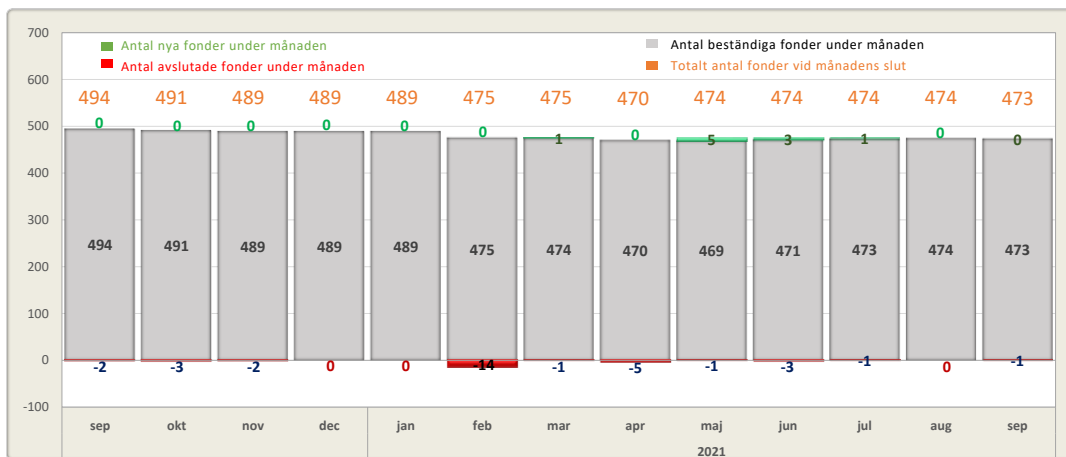 700
Antal nya fonder under månaden
Antal beständiga fonder under månaden
Antal avslutade fonder under månaden
Totalt antal fonder vid månadens slut
600
494 491 489 489 489 475 475 470 474 474 474 474 473
500
0 0 0 0 0 0 1 0 5 3 1 0 0
400
300
494 491 489 489 489 475 474 470 469 471 473 474 473
200
100
0
-2 -3 -2 0 0 -14 -1 -5 -1 -3 -1 0 -1
-100
sep okt nov dec jan feb mar apr maj jun jul aug sep
2021